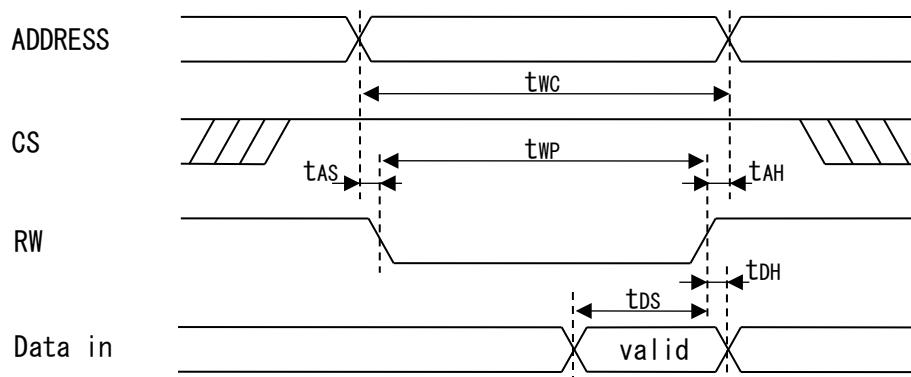 ADDRESS
tWC
CS
tWP
tAS
tAH
RW
tDH
tDS
Data in
valid